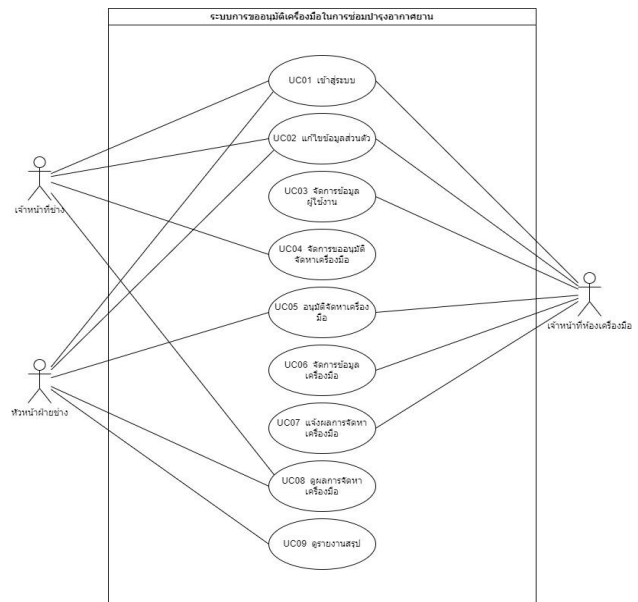 ระบบการขออนุมัติเครื่องมือในการซ่อมบำรุงอากาศยาน
UC01 เข้าสู่ระบบ
UC02 แก้ไขข้อมูลส่วนตัว
UC03 จัดการข้อมูล
ผู้ใช้งาน
เจ้าหน้าที่ช่าง
UC04 จัดการขออนุมัติ
จัดหาเครื่องมือ
UC05 อนุมัติจัดหาเครื่อง
มือ
เจ้าหน้าที่ห้องเครื่องมือ
UC06 จัดการข้อมูล
เครื่องมือ
หัวหน้าฝ่ายช่าง
UC07 แจ้งผลการจัดหา
เครื่องมือ
UC08 ดูผลการจัดหา
เครื่องมือ
UC09 ดูรายงานสรุป